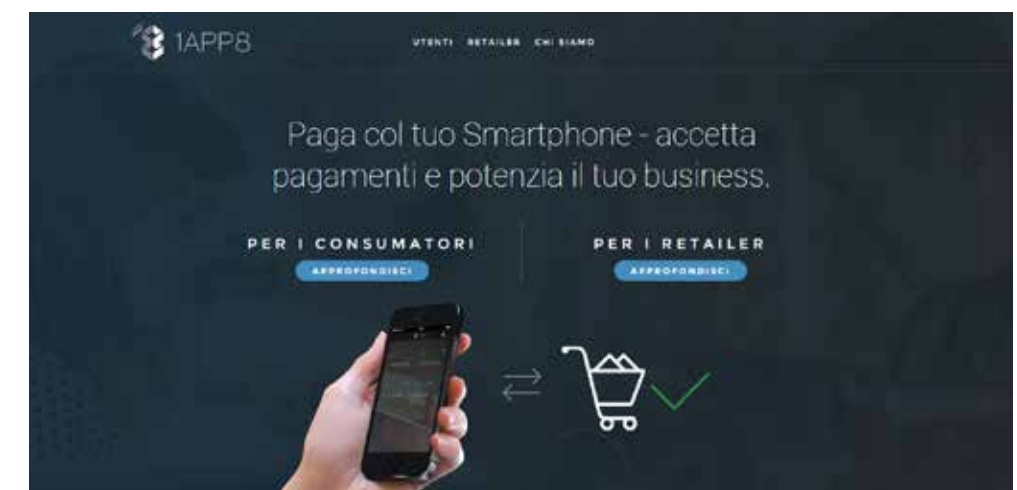 1APP8
UTENTI RETAILER CHI SIAMO
Paga col tuo Smartphone - accetta
pagamenti e potenzia il tuo business.
PER I CONSUMATORI PER I RETAILER
APPROFONDISCI APPROFONDISCI